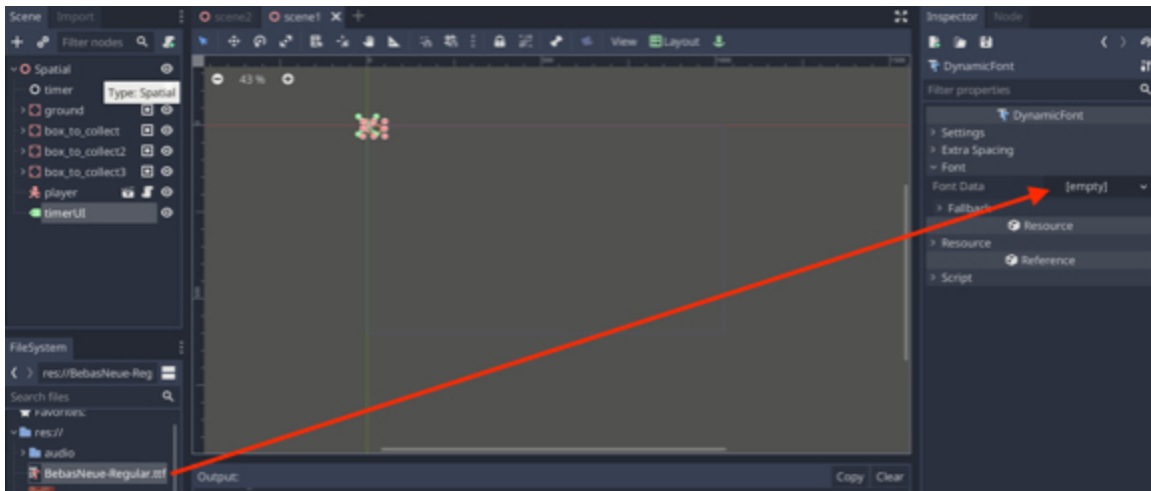 Scene Import
Filter nodes
Spatial
timer
Type: Spatial
ground
box_to_collect
box_to_collect2
box_to_collect3
player
timerUI
FileSystem
res://BebasNeue-Reg
Search files
Favorites:
res://
audio
BebasNeue-Regular.ttf
scene2 scene1
View Layout
43 %
Output: Copy Clear
Inspector Node
DynamicFont
Filter properties
DynamicFont
Settings
Extra Spacing
Font
Font Data [empty]
Fallback
Resource
Resource
Reference
Script